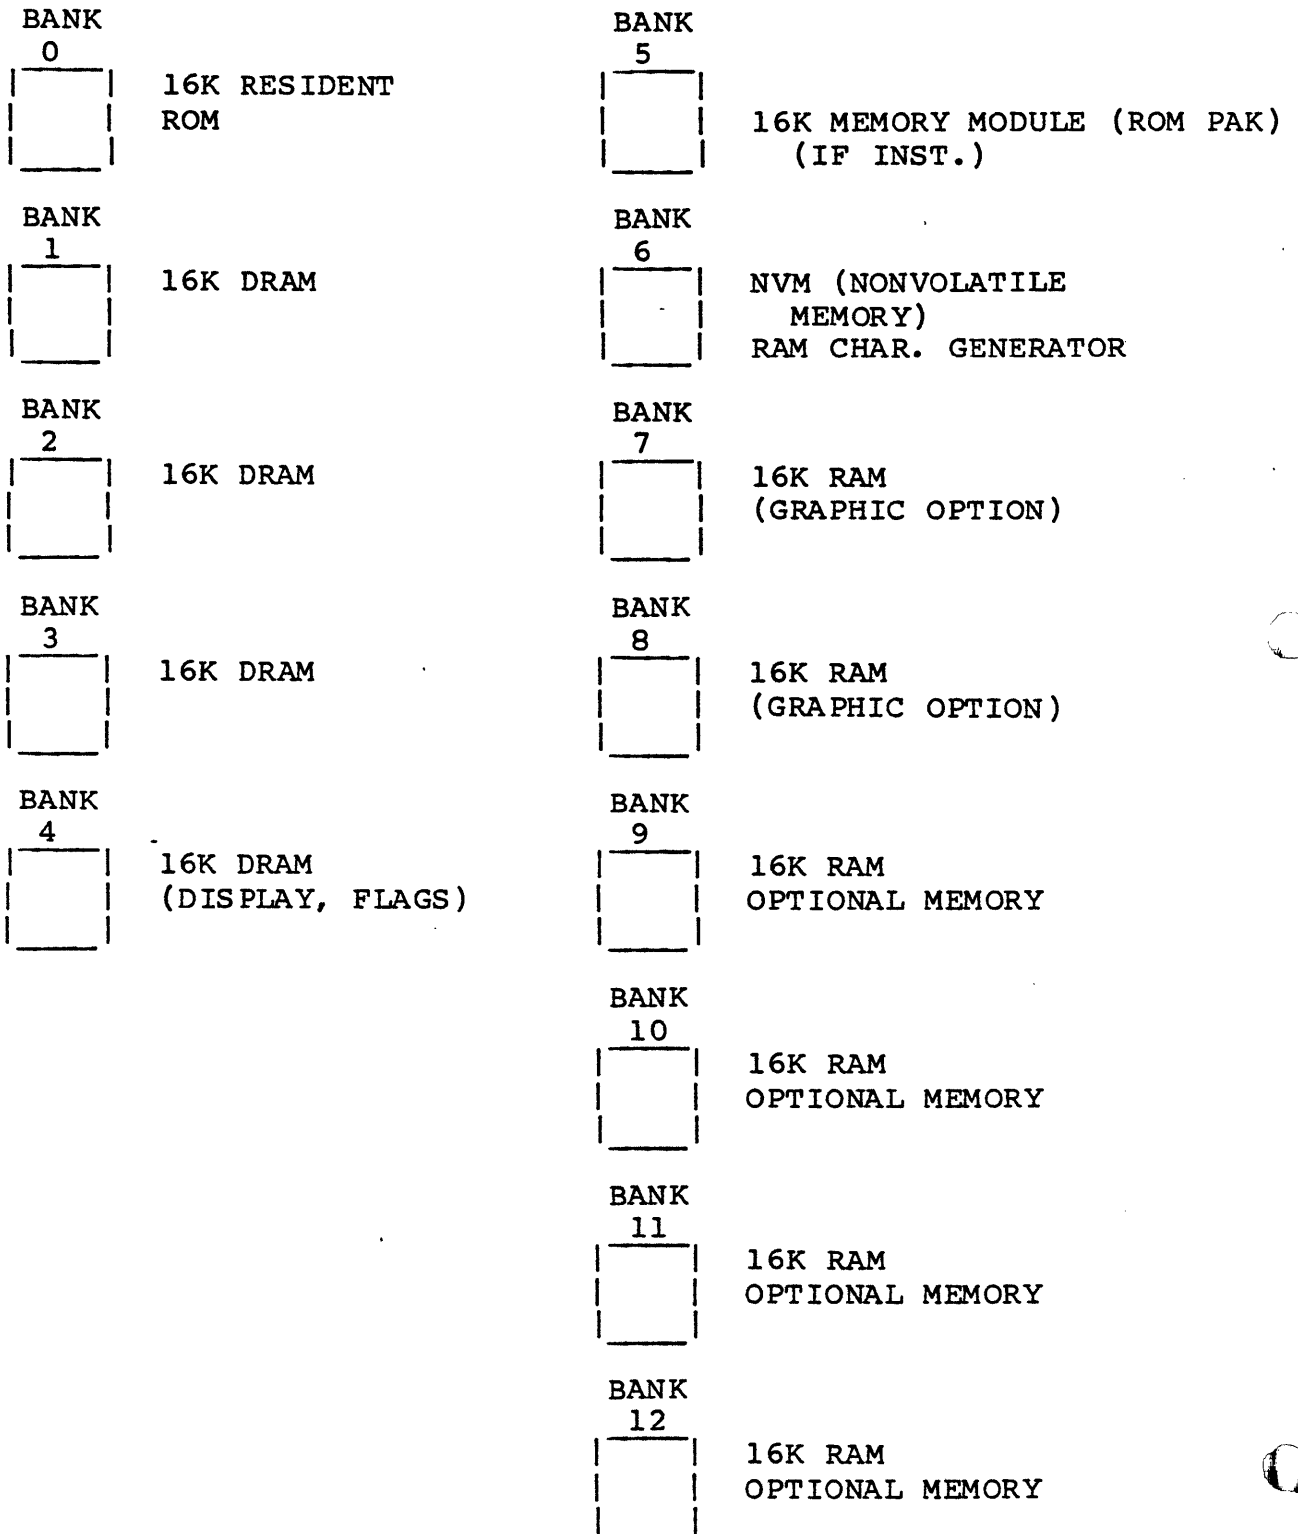 BANK
0
16K RESIDENT
ROM
BANK
1
16K DRAM
BANK
2
16K DRAM
BANK
3
16K DRAM
BANK
4
16K DRAM
(DISPLAY, FLAGS)
BANK
5
16K MEMORY MODULE (ROM PAK)
(IF INST.)
BANK
6
NVM (NONVOLATILE
MEMORY)
RAM CHAR. GENERATOR
BANK
7
16K RAM
(GRAPHIC OPTION)
BANK
8
16K RAM
(GRAPHIC OPTION)
BANK
9
16K RAM
OPTIONAL MEMORY
BANK
10
16K RAM
OPTIONAL MEMORY
BANK
11
16K RAM
OPTIONAL MEMORY
BANK
12
16K RAM
OPTIONAL MEMORY